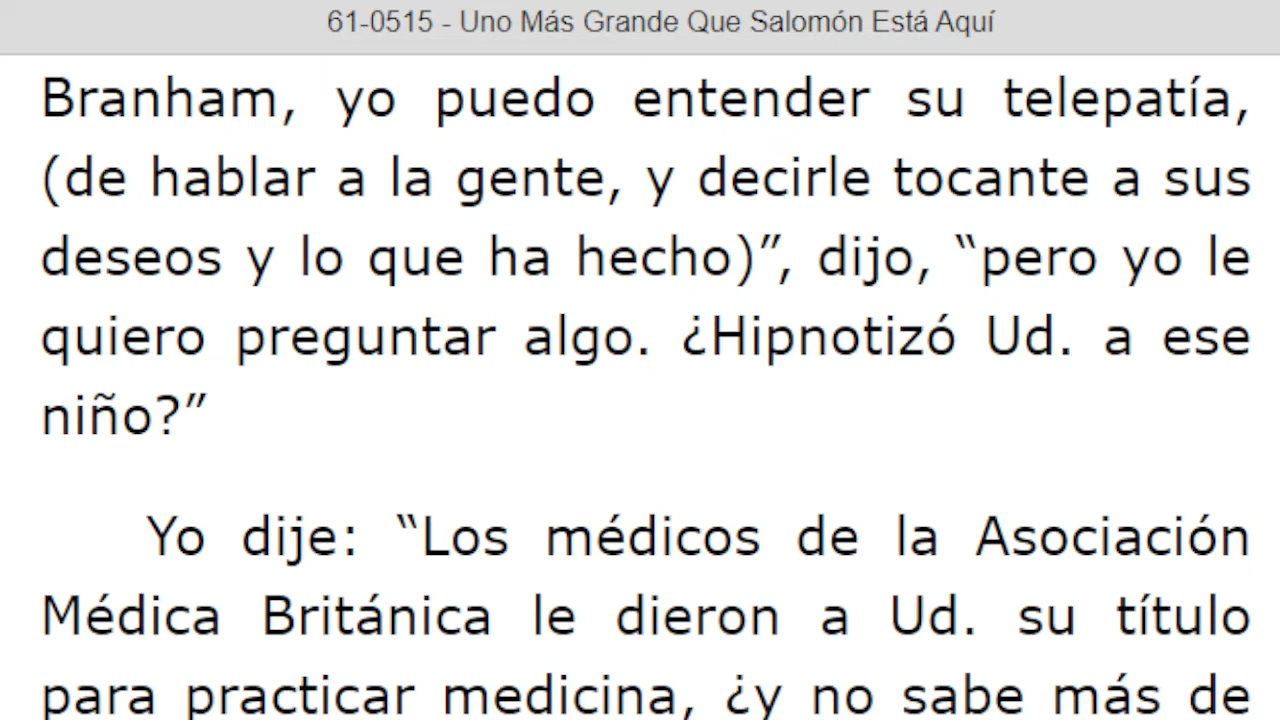 61-0515 - Uno Más Grande Que Salomón Está Aquí
Branham, yo puedo entender su telepatía,
(de hablar a la gente, y decirle tocante a sus
deseos y lo que ha hecho)”, dijo, “pero yo le
quiero preguntar algo. ¿Hipnotizó Ud. a ese
niño?”
Yo dije: “Los médicos de la Asociación
Médica Británica le dieron a Ud. su título
para practicar medicina, ¿y no sabe más de